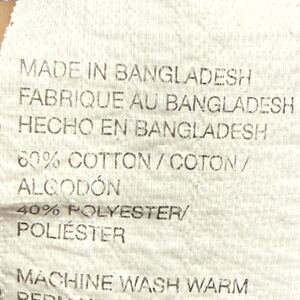 MADE IN BANGLADESH
FABRIQUE AU BANGLADESH
HECHO EN BANGLADESH
60% COTTON / COTON /
ALGODÓN
40% POLYESTER/
POLIÉSTER
MACHINE WASH WARM